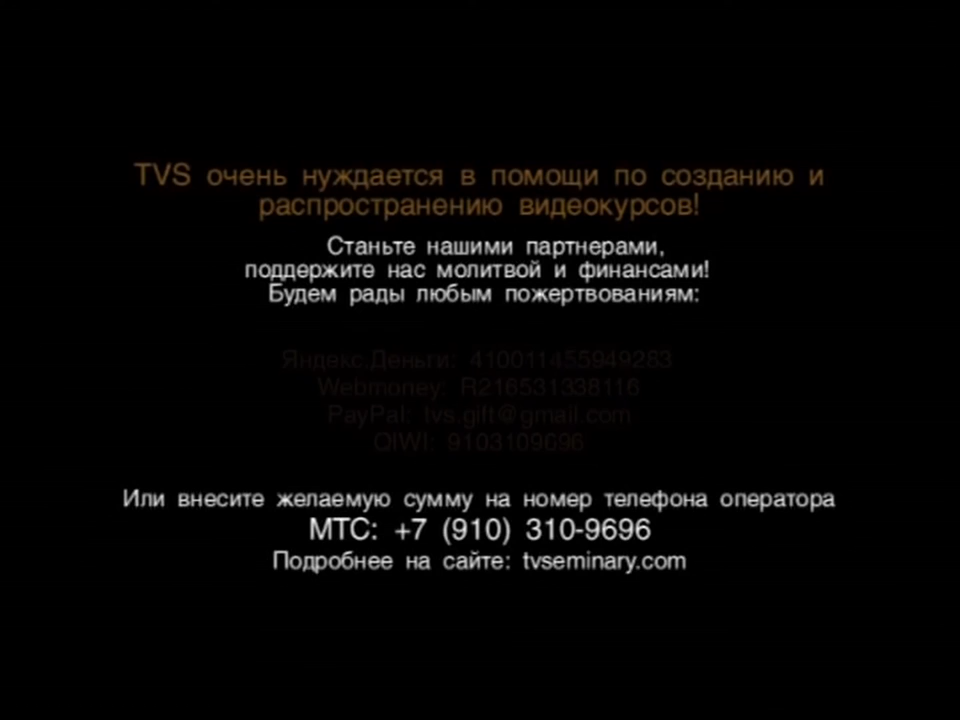 TVS очень нуждается в помощи по созданию и
распространению видеокурсов!
Станьте нашими партнерами,
поддержите нас молитвой и финансами!
Будем рады любым пожертвованиям:
Яндекс.Деньги: 410011455949283
Webmoney: R216531338116
PayPal: tvs.gift@gmail.com
QIWI: 9103109696
Или внесите желаемую сумму на номер телефона оператора
МТС: +7 (910) 310-9696
Подробнее на сайте: tvseminary.com